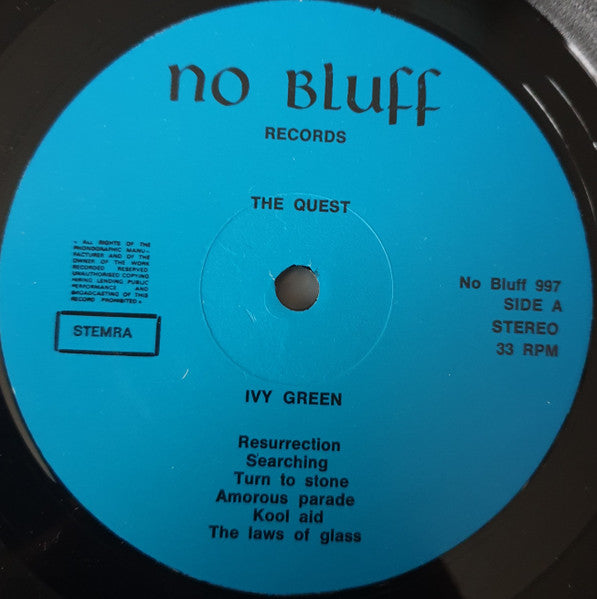 no Bluff
RECORDS
THE QUEST
« ALL RIGHTS OF THE
PHONOGRAPHIC MANU-
FACTURER AND OF THE
OWNER OF THE WORK
RECORDED RESERVED
UNAUTHORISED COPYING
HIRING LENDING PUBLIC
PERFORMANCE AND
BROADCASTING OF THIS
RECORD PROHIBITED »
STEMRA
No Bluff 997
SIDE A
STEREO
33 RPM
IVY GREEN
Resurrection
Searching
Turn to stone
Amorous parade
Kool aid
The laws of glass